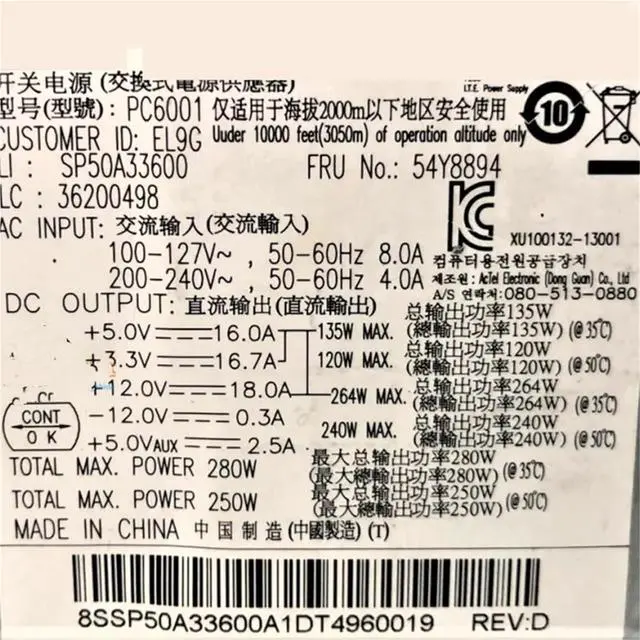 开关电源 (交换式電源供應器)
I.T.E. Power Supply
型号(型號): PC6001 仅适用于海拔2000m以下地区安全使用
CUSTOMER ID: EL9G Uuder 10000 feet(3050m) of operation altitude only
10
LI : SP50A33600 FRU No.: 54Y8894
LC : 36200498
AC INPUT: 交流输入(交流輸入)
XU100132-13001
100-127V~ , 50-60Hz 8.0A
컴퓨터용전원공급장치
200-240V~ , 50-60Hz 4.0A
제조원: AcTel Electronic (Dong Guan) Co., Ltd
A/S 연락처: 080-513-0880
DC OUTPUT: 直流输出(直流輸出)
+5.0V 16.0A 135W MAX. 总输出功率135W
(總輸出功率135W) (@35℃)
+3.3V 16.7A 120W MAX. 总输出功率120W
(總輸出功率120W) (@50℃)
+12.0V 18.0A 264W MAX. 总输出功率264W
(總輸出功率264W) (@35℃)
-12.0V 0.3A 240W MAX. 总输出功率240W
(總輸出功率240W) (@50℃)
+5.0VAUX 2.5A
CONT
O K
TOTAL MAX. POWER 280W 最大总输出功率280W
(最大總輸出功率280W) (@35℃)
TOTAL MAX. POWER 250W 最大总输出功率250W
(最大總輸出功率250W) (@50℃)
MADE IN CHINA 中国制造(中國製造) (T)
8SSP50A33600A1DT4960019 REV:D